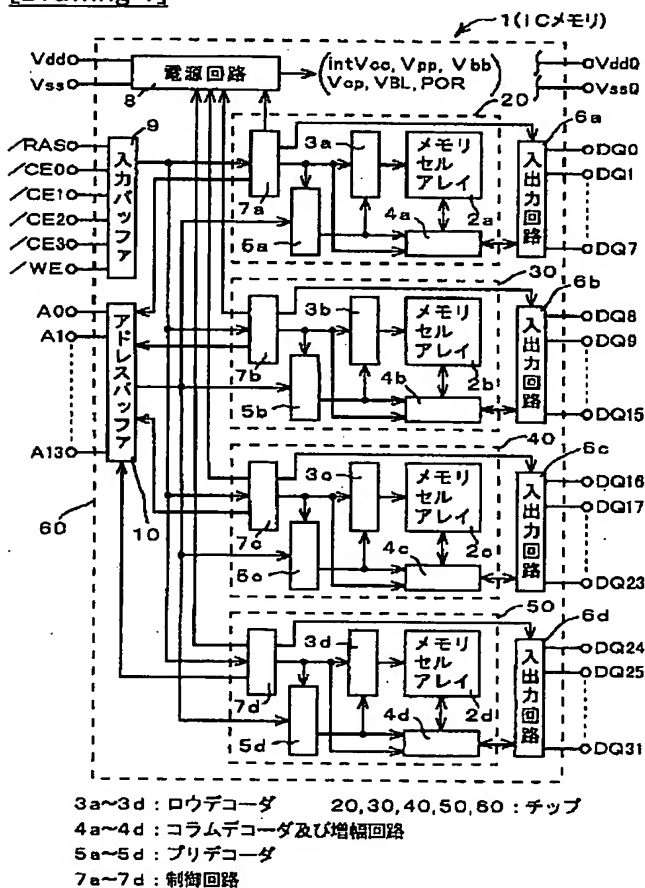 [Drawing 1]
1(ICメモリ)
Vdd
Vss
電源回路
8
(intVcc, Vpp, Vbb
Vcp, VBL, POR)
VddQ
VssQ
20
6a
9
/RAS
/CE0
/CE1
/CE2
/CE3
/WE
入力バッファ
7a
3a
メモリ
セル
アレイ
2a
5a
4a
入出力回路
DQ0
DQ1
DQ7
30
6b
A0
A1
A13
アドレスバッファ
10
60
7b
3b
メモリ
セル
アレイ
2b
5b
4b
入出力回路
DQ8
DQ9
DQ15
40
6c
7c
3c
メモリ
セル
アレイ
2c
5c
4c
入出力回路
DQ16
DQ17
DQ23
50
6d
7d
3d
メモリ
セル
アレイ
2d
5d
4d
入出力回路
DQ24
DQ25
DQ31
3a~3d:ロウデコーダ 20,30,40,50,60:チップ
4a~4d:コラムデコーダ及び増幅回路
5a~5d:プリデコーダ
7a~7d:制御回路